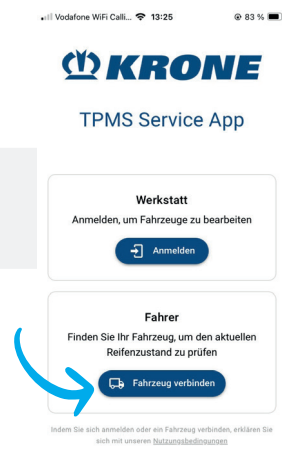 Vodafone WiFi Calli... 13:25 83 %
KRONE
TPMS Service App
Werkstatt
Anmelden, um Fahrzeuge zu bearbeiten
Anmelden
Fahrer
Finden Sie Ihr Fahrzeug, um den aktuellen
Reifenzustand zu prüfen
Fahrzeug verbinden
Indem Sie sich anmelden oder ein Fahrzeug verbinden, erklären Sie
sich mit unseren Nutzungsbedingungen